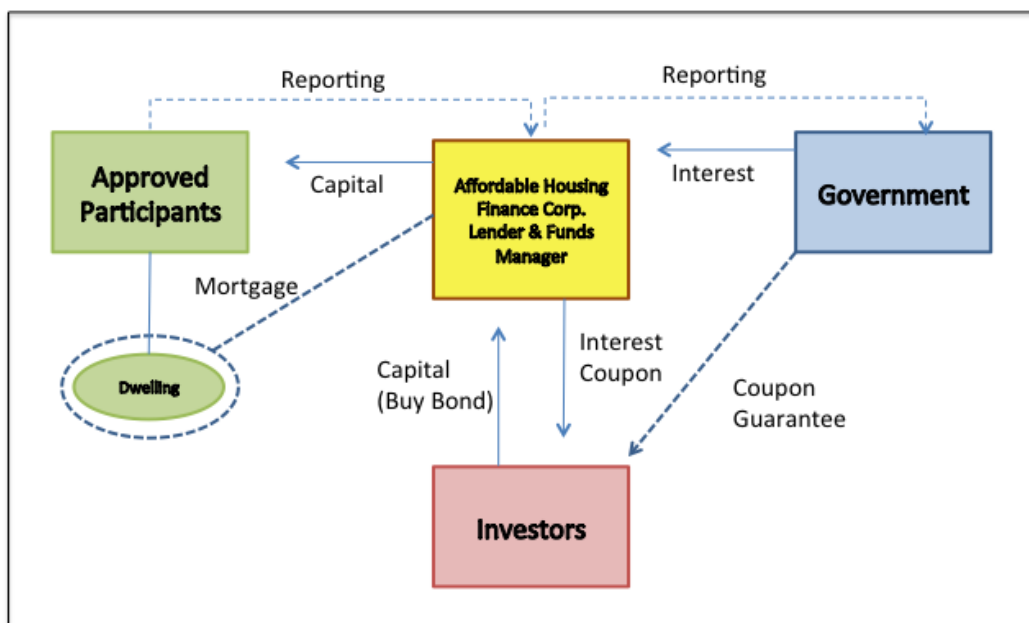 Reporting
Reporting
Approved
Participants
Capital
Affordable Housing
Finance Corp.
Lender & Funds
Manager
Interest
Government
Mortgage
Dwelling
Capital
(Buy Bond)
Interest
Coupon
Coupon
Guarantee
Investors